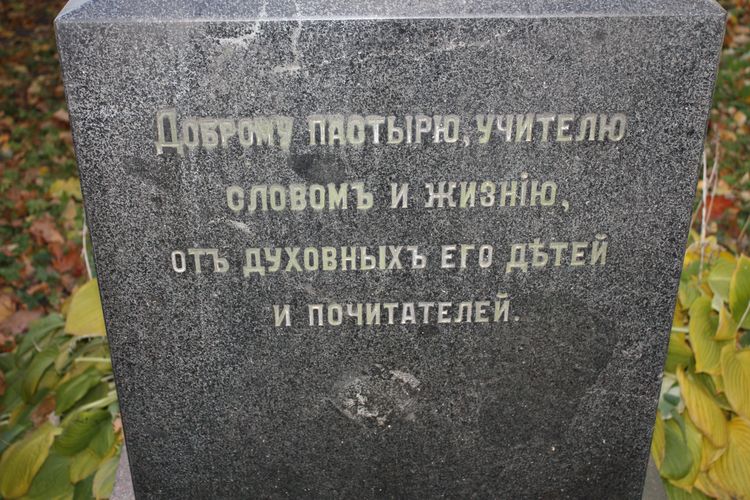 Доброму пастырю, учителю
словомъ и жизнію,
отъ духовныхъ его дѣтей
и почитателей.